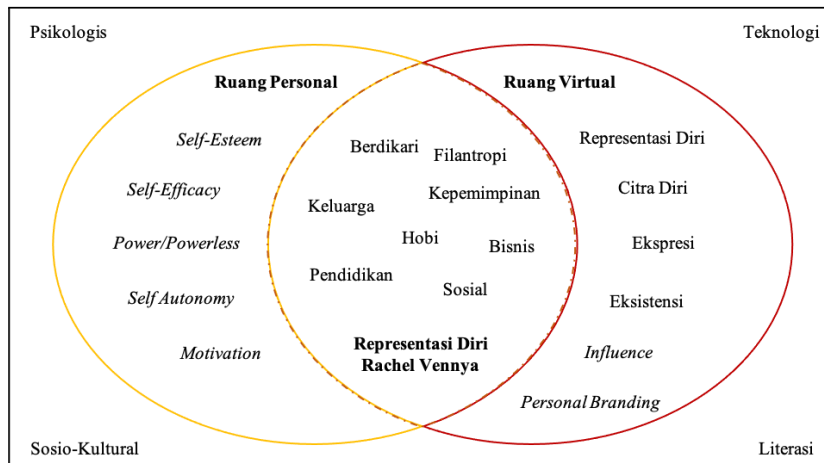 Psikologis
Teknologi
Ruang Personal
Ruang Virtual
Self-Esteem
Self-Efficacy
Power/Powerless
Self Autonomy
Motivation
Berdikari
Filantropi
Keluarga
Kepemimpinan
Hobi
Bisnis
Pendidikan
Sosial
Representasi Diri
Rachel Vennya
Representasi Diri
Citra Diri
Ekspresi
Eksistensi
Influence
Personal Branding
Sosio-Kultural
Literasi